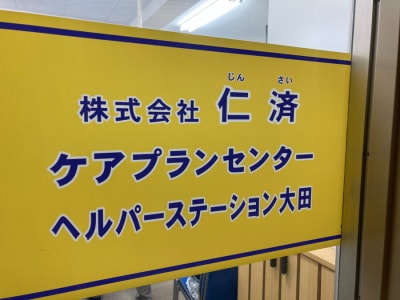 じん さい
株式会社 仁 済
ケアプランセンター
ヘルパーステーション大田